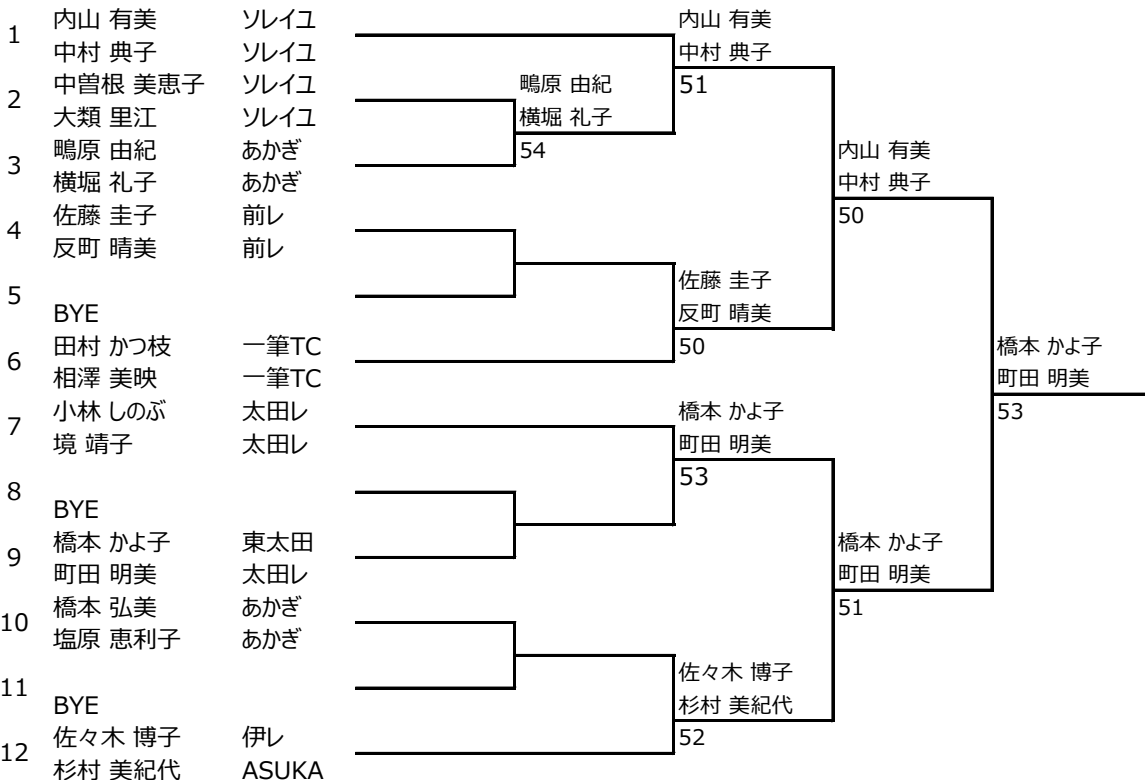 1 内山 有美 ソレイユ
中村 典子 ソレイユ
2 中曽根 美恵子 ソレイユ
大類 里江 ソレイユ
3 鴫原 由紀 あかぎ
横堀 礼子 あかぎ
4 佐藤 圭子 前レ
反町 晴美 前レ
5
BYE
6 田村 かつ枝 一筆TC
相澤 美映 一筆TC
7 小林 しのぶ 太田レ
境 靖子 太田レ
8
BYE
9 橋本 かよ子 東太田
町田 明美 太田レ
10 橋本 弘美 あかぎ
塩原 恵利子 あかぎ
11
BYE
12 佐々木 博子 伊レ
杉村 美紀代 ASUKA
鴫原 由紀
横堀 礼子
54
内山 有美
中村 典子
51
佐藤 圭子
反町 晴美
50
橋本 かよ子
町田 明美
53
佐々木 博子
杉村 美紀代
52
内山 有美
中村 典子
50
橋本 かよ子
町田 明美
51
橋本 かよ子
町田 明美
53